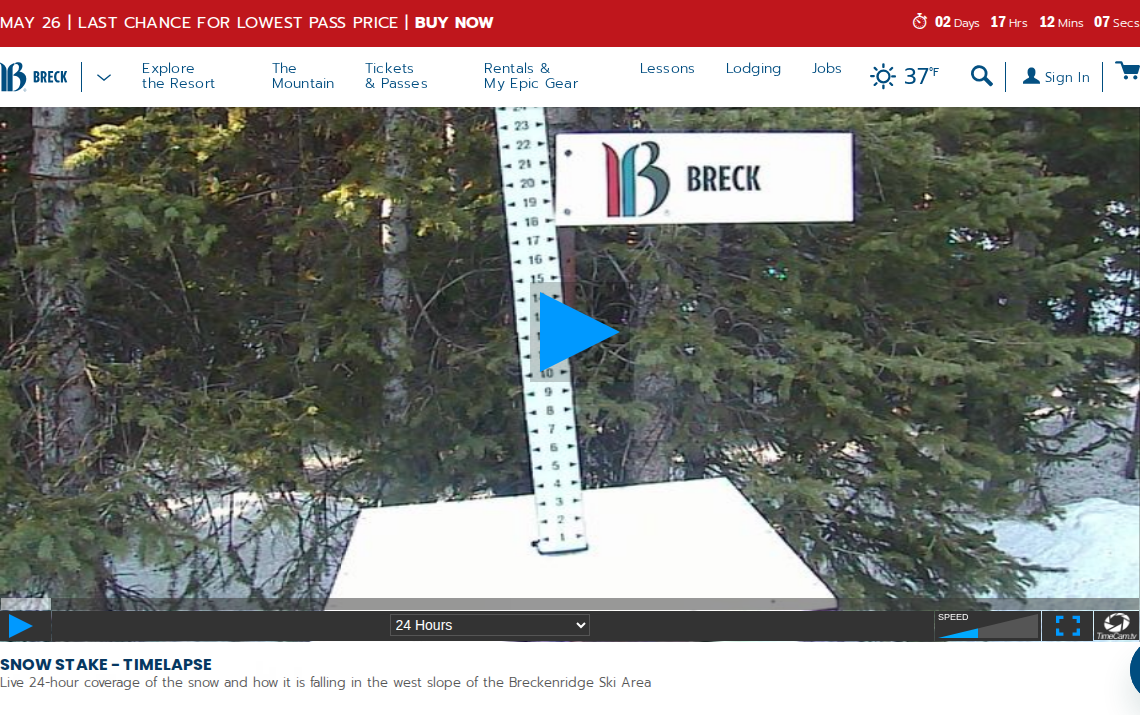 MAY 26 | LAST CHANCE FOR LOWEST PASS PRICE | BUY NOW
02 Days 17 Hrs 12 Mins 07 Secs
BRECK
Explore
the Resort
The
Mountain
Tickets
& Passes
Rentals &
My Epic Gear
Lessons
Lodging
Jobs
37°F
Sign In
BRECK
23
22
21
20
19
18
17
16
15
10
9
8
7
6
5
4
3
2
1
24 Hours
SPEED
TimeCam.tv
SNOW STAKE - TIMELAPSE
Live 24-hour coverage of the snow and how it is falling in the west slope of the Breckenridge Ski Area